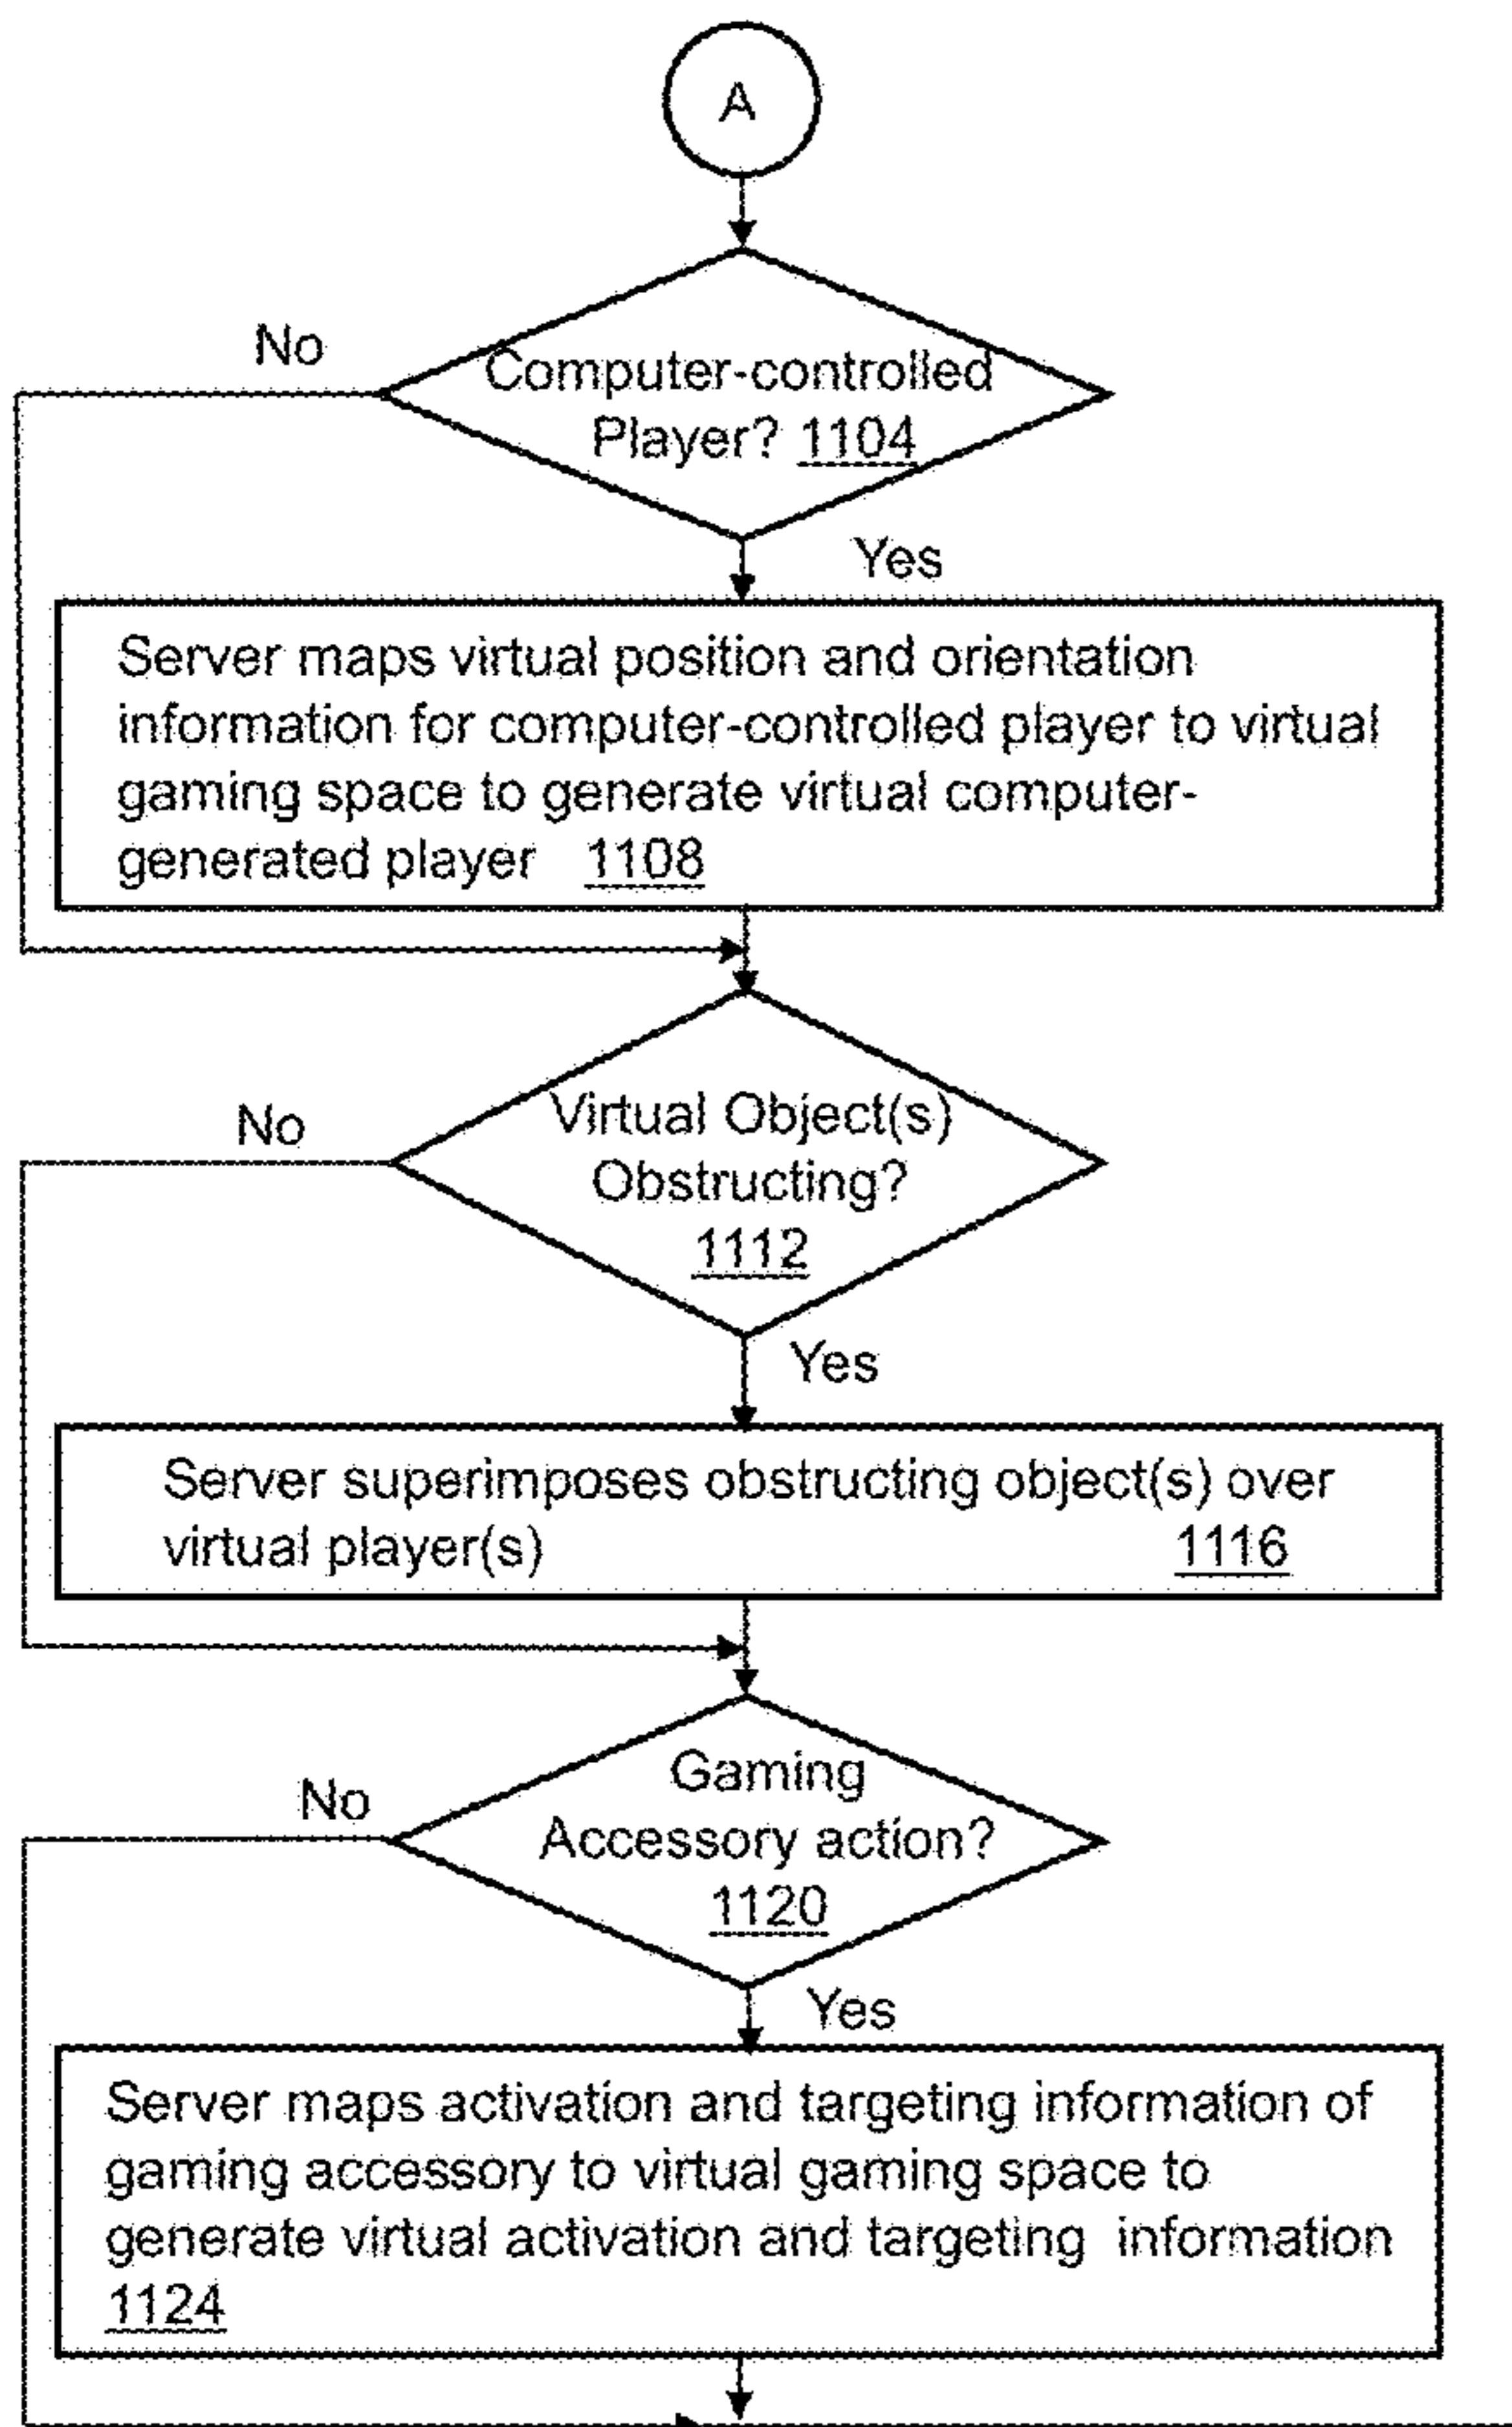 A
No
Computer-controlled
Player? 1104
Yes
Server maps virtual position and orientation
information for computer-controlled player to virtual
gaming space to generate virtual computer-
generated player 1108
No
Virtual Object(s)
Obstructing?
1112
Yes
Server superimposes obstructing object(s) over
virtual player(s) 1116
No
Gaming
Accessory action?
1120
Yes
Server maps activation and targeting information of
gaming accessory to virtual gaming space to
generate virtual activation and targeting information
1124